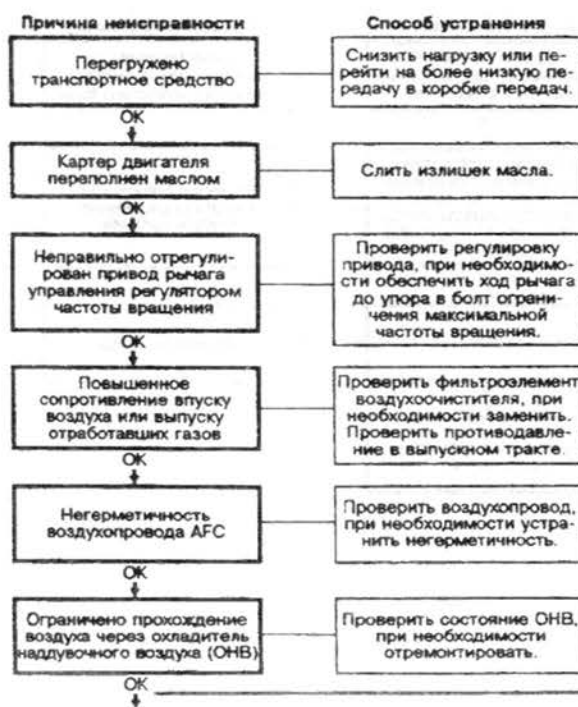 Причина неисправности
Способ устранения
Перегружено
транспортное средство
Снизить нагрузку или пе-
рейти на более низкую пе-
редачу в коробке передач.
ОК
Картер двигателя
переполнен маслом
Слить излишек масла.
ОК
Неправильно отрегули-
рован привод рычага
управления регулятором
частоты вращения
Проверить регулировку
привода, при необходимо-
сти обеспечить ход рычага
до упора в болт ограни-
чения максимальной
частоты вращения.
ОК
Повышенное
сопротивление впуску
воздуха или выпуску
отработавших газов
Проверить фильтроэлемент
воздухоочистителя, при
необходимости заменить.
Проверить противодавле-
ние в выпускном тракте.
ОК
Негерметичность
воздухопровода AFC
Проверить воздухопровод,
при необходимости устра-
нить негерметичность.
ОК
Ограничено прохождение
воздуха через охладитель
наддувочного воздуха (ОНВ)
Проверить состояние ОНВ,
при необходимости
отремонтировать.
ОК